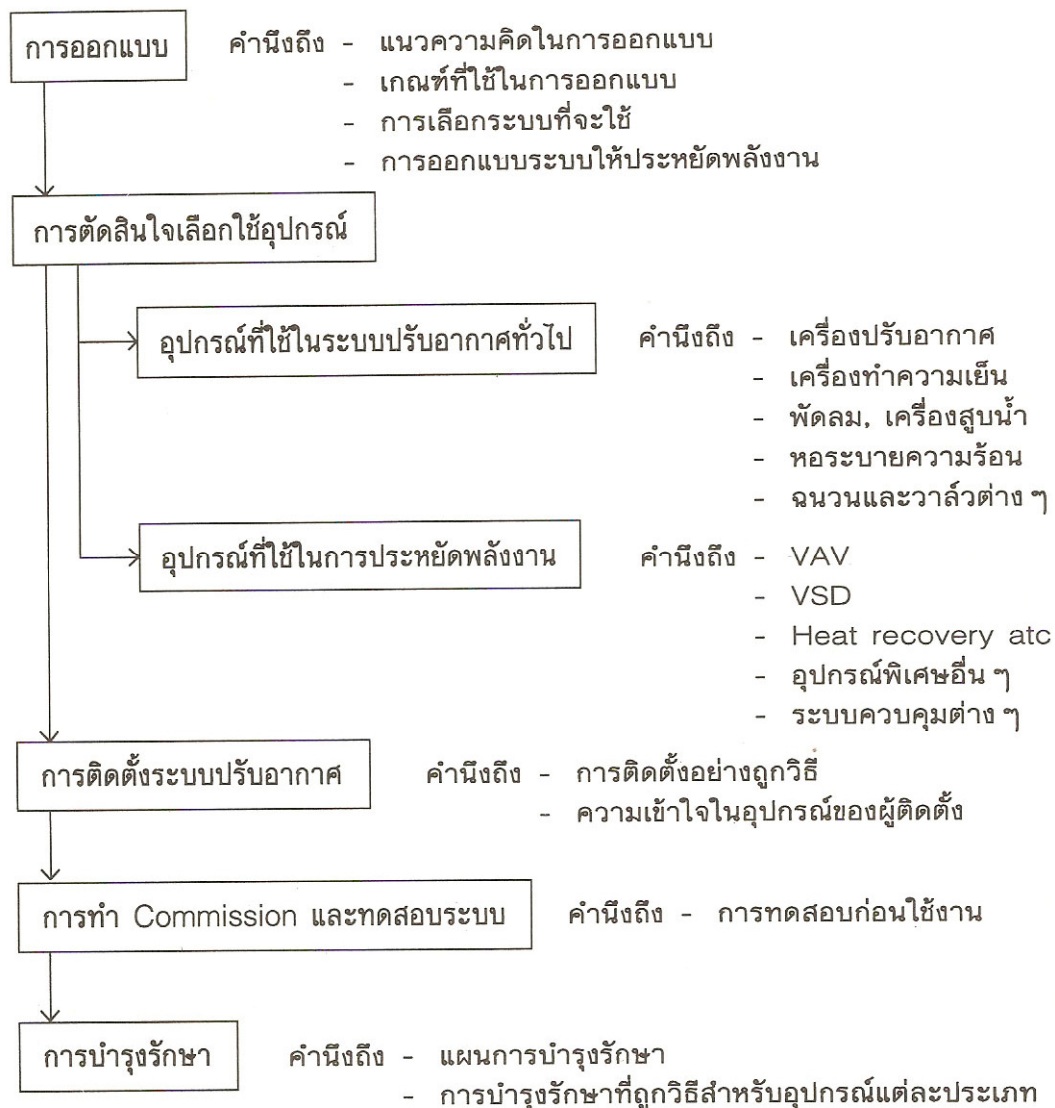 การออกแบบ คำนึงถึง - แนวความคิดในการออกแบบ
- เกณฑ์ที่ใช้ในการออกแบบ
- การเลือกระบบที่จะใช้
- การออกแบบระบบให้ประหยัดพลังงาน
การตัดสินใจเลือกใช้อุปกรณ์
อุปกรณ์ที่ใช้ในระบบปรับอากาศทั่วไป คำนึงถึง - เครื่องปรับอากาศ
- เครื่องทำความเย็น
- พัดลม, เครื่องสูบน้ำ
- หอระบายความร้อน
- ฉนวนและวาล์วต่าง ๆ
อุปกรณ์ที่ใช้ในการประหยัดพลังงาน คำนึงถึง - VAV
- VSD
- Heat recovery atc
- อุปกรณ์พิเศษอื่น ๆ
- ระบบควบคุมต่าง ๆ
การติดตั้งระบบปรับอากาศ คำนึงถึง - การติดตั้งอย่างถูกวิธี
- ความเข้าใจในอุปกรณ์ของผู้ติดตั้ง
การทำ Commission และทดสอบระบบ คำนึงถึง - การทดสอบก่อนใช้งาน
การบำรุงรักษา คำนึงถึง - แผนการบำรุงรักษา
- การบำรุงรักษาที่ถูกวิธีสำหรับอุปกรณ์แต่ละประเภท